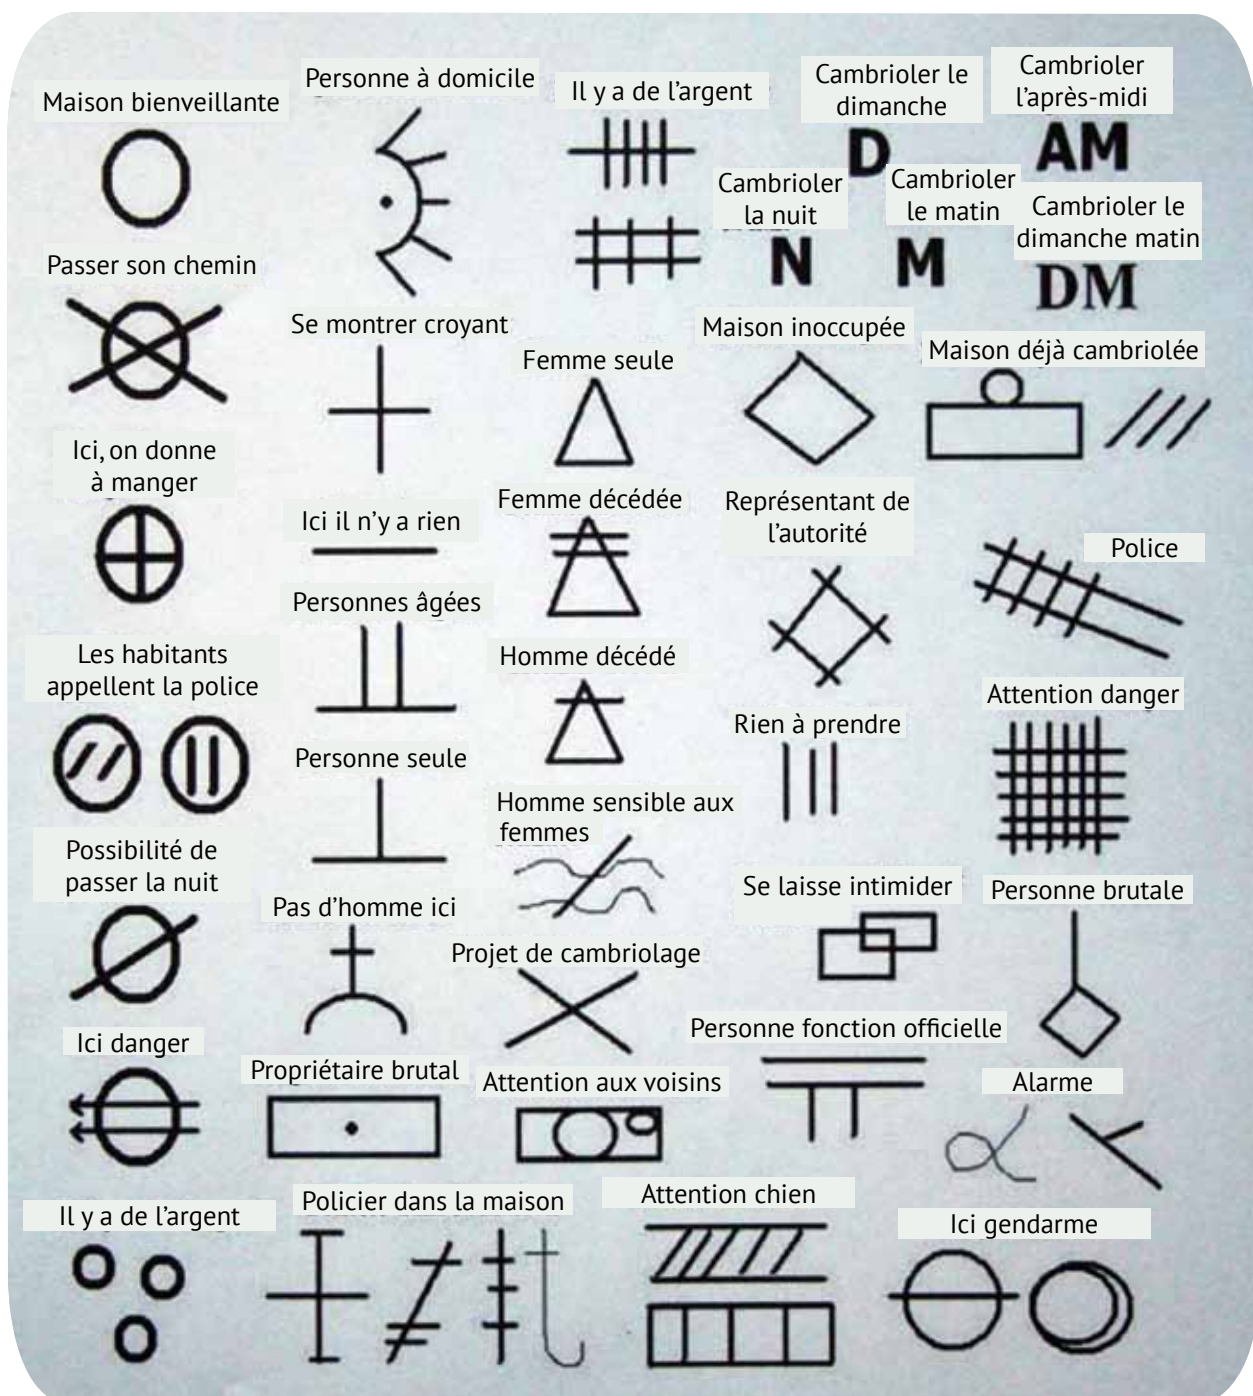 Maison bienveillante
Personne à domicile
Il y a de l'argent
Cambrioler le
dimanche
D
Cambrioler
l'après-midi
AM
Cambrioler
la nuit
N
Cambrioler
le matin
M
Cambrioler le
dimanche matin
DM
Passer son chemin
Se montrer croyant
Femme seule
Maison inoccupée
Maison déjà cambriolée
Ici, on donne
à manger
Ici il n'y a rien
Femme décédée
Représentant de
l'autorité
Police
Personnes âgées
Les habitants
appellent la police
Homme décédé
Attention danger
Rien à prendre
Personne seule
Homme sensible aux
femmes
Possibilité de
passer la nuit
Se laisse intimider
Personne brutale
Pas d'homme ici
Projet de cambriolage
Ici danger
Personne fonction officielle
Propriétaire brutal
Attention aux voisins
Alarme
Il y a de l'argent
Policier dans la maison
Attention chien
Ici gendarme